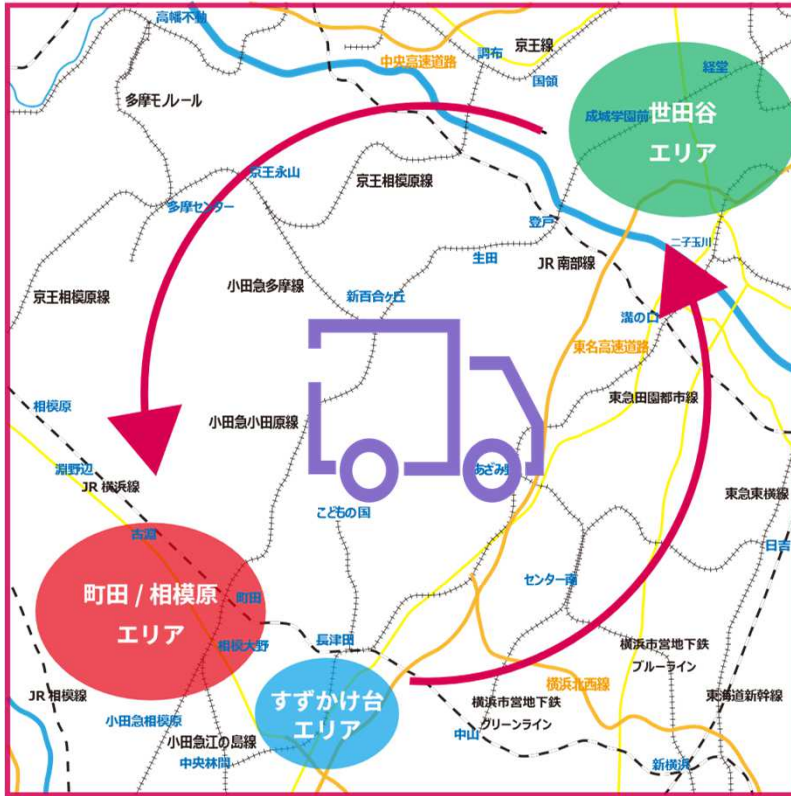 高幡不動
中央高速道路
調布
京王線
国領
経堂
多摩モノレール
成城学園前
世田谷
エリア
京王永山
京王相模原線
多摩センター
登戸
二子玉川
生田
JR 南部線
小田急多摩線
京王相模原線
新百合ヶ丘
溝の口
東名高速道路
東急田園都市線
相模原
小田急小田原線
淵野辺
JR 横浜線
あざみ野
東急東横線
こどもの国
古淵
日吉
センター南
町田 / 相模原
エリア
町田
相模大野
長津田
横浜市営地下鉄
ブルーライン
横浜北西線
JR 相模線
すずかけ台
エリア
横浜市営地下鉄
グリーンライン
東海道新幹線
小田急相模原
小田急江の島線
中山
中央林間
新横浜